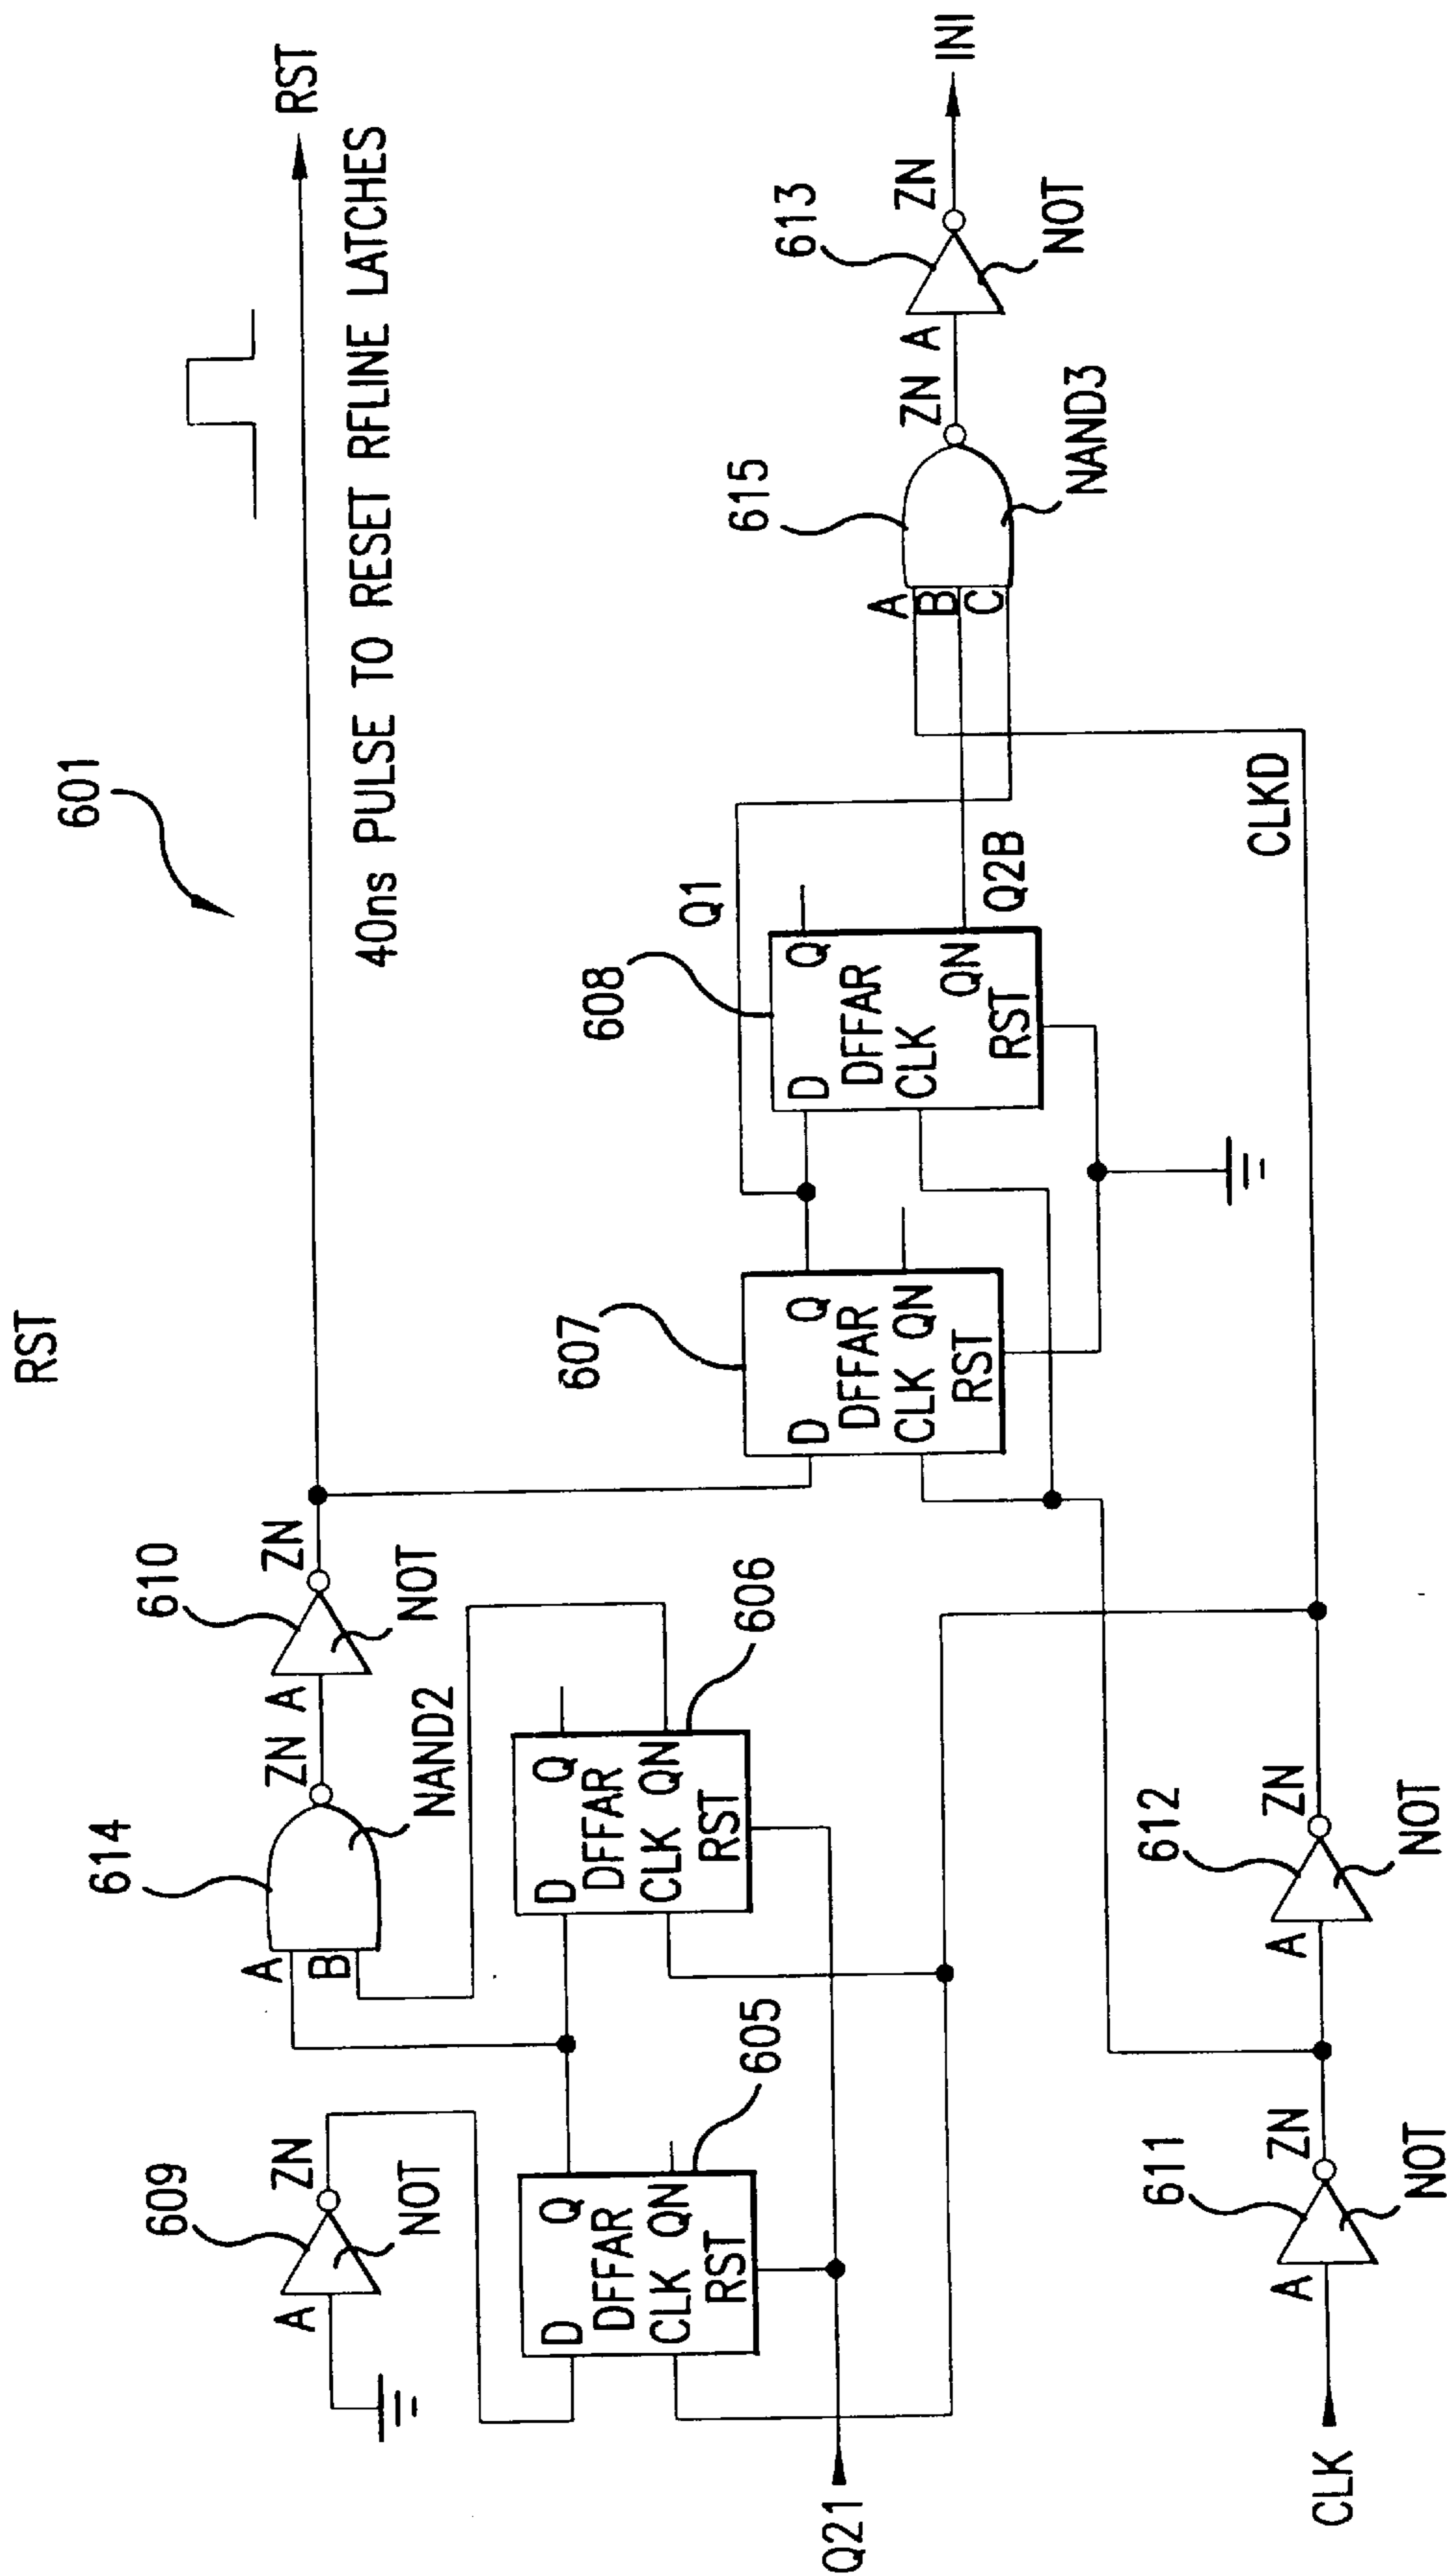 RST
601
RST
40ns PULSE TO RESET RFLINE LATCHES
609
A
ZN
NOT
614
A
B
ZN
NAND2
610
A
ZN
NOT
D
Q
DFFAR
CLK QN
RST
605
D
Q
DFFAR
CLK QN
RST
606
Q21
607
D
Q
DFFAR
CLK QN
RST
608
D
Q
DFFAR
CLK
QN
RST
Q1
Q2B
615
A
B
C
ZN
NAND3
613
A
ZN
NOT
INI
CLK
611
A
ZN
NOT
612
A
ZN
NOT
CLKD